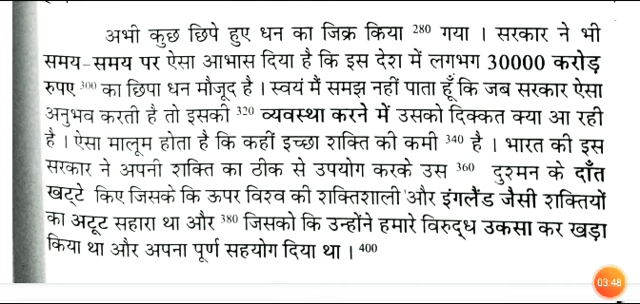 अभी कुछ छिपे हुए धन का जिक्र किया 280 गया । सरकार ने भी
समय-समय पर ऐसा आभास दिया है कि इस देश में लगभग 30000 करोड़
रुपए 300 का छिपा धन मौजूद है । स्वयं मैं समझ नहीं पाता हूँ कि जब सरकार ऐसा
अनुभव करती है तो इसकी 320 व्यवस्था करने में उसको दिक्कत क्या आ रही
है । ऐसा मालूम होता है कि कहीं इच्छा शक्ति की कमी 340 है । भारत की इस
सरकार ने अपनी शक्ति का ठीक से उपयोग करके उस 360 दुश्मन के दाँत
खट्टे किए जिसके कि ऊपर विश्व की शक्तिशाली और इंगलैंड जैसी शक्तियों
का अटूट सहारा था और 380 जिसको कि उन्होंने हमारे विरुद्ध उकसा कर खड़ा
किया था और अपना पूर्ण सहयोग दिया था । 400
03:48